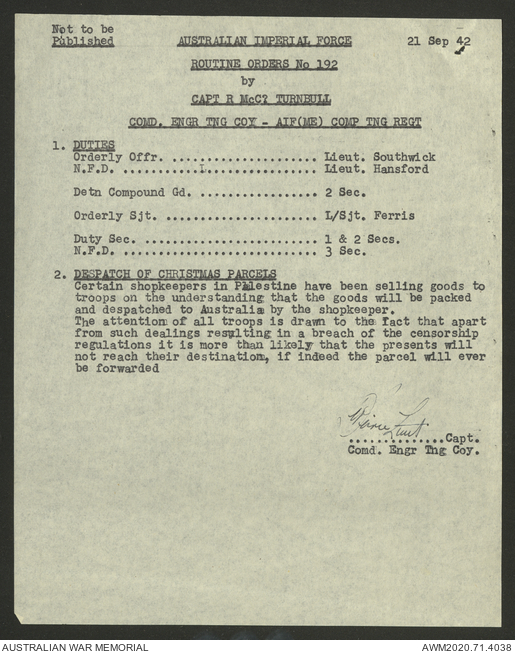 Not to be
Published
AUSTRALIAN IMPERIAL FORCE
21 Sep 42
ROUTINE ORDERS No 192
by
CAPT R McC? TURNBULL
COMD. ENGR TNG COY - AIF(ME) COMP TNG REGT
1. DUTIES
Orderly Offr. ..................... Lieut. Southwick
N.F.D. ............................ Lieut. Hansford
Detn Compound Gd. ................. 2 Sec.
Orderly Sjt. ...................... L/Sjt. Ferris
Duty Sec. ......................... 1 & 2 Secs.
N.F.D. ............................ 3 Sec.
2. DESPATCH OF CHRISTMAS PARCELS
Certain shopkeepers in Palestine have been selling goods to
troops on the understanding that the goods will be packed
and despatched to Australia by the shopkeeper.
The attention of all troops is drawn to the fact that apart
from such dealings resulting in a breach of the censorship
regulations it is more than likely that the presents will
not reach their destination, if indeed the parcel will ever
be forwarded
..............Capt.
Comd. Engr Tng Coy.
AUSTRALIAN WAR MEMORIAL
AWM2020.71.4038